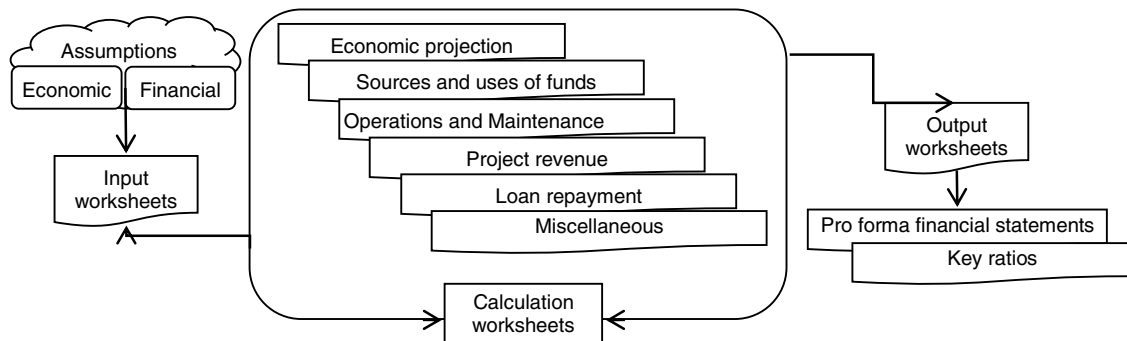 Assumptions
Economic
Financial
Input
worksheets
Economic projection
Sources and uses of funds
Operations and Maintenance
Project revenue
Loan repayment
Miscellaneous
Calculation
worksheets
Output
worksheets
Pro forma financial statements
Key ratios